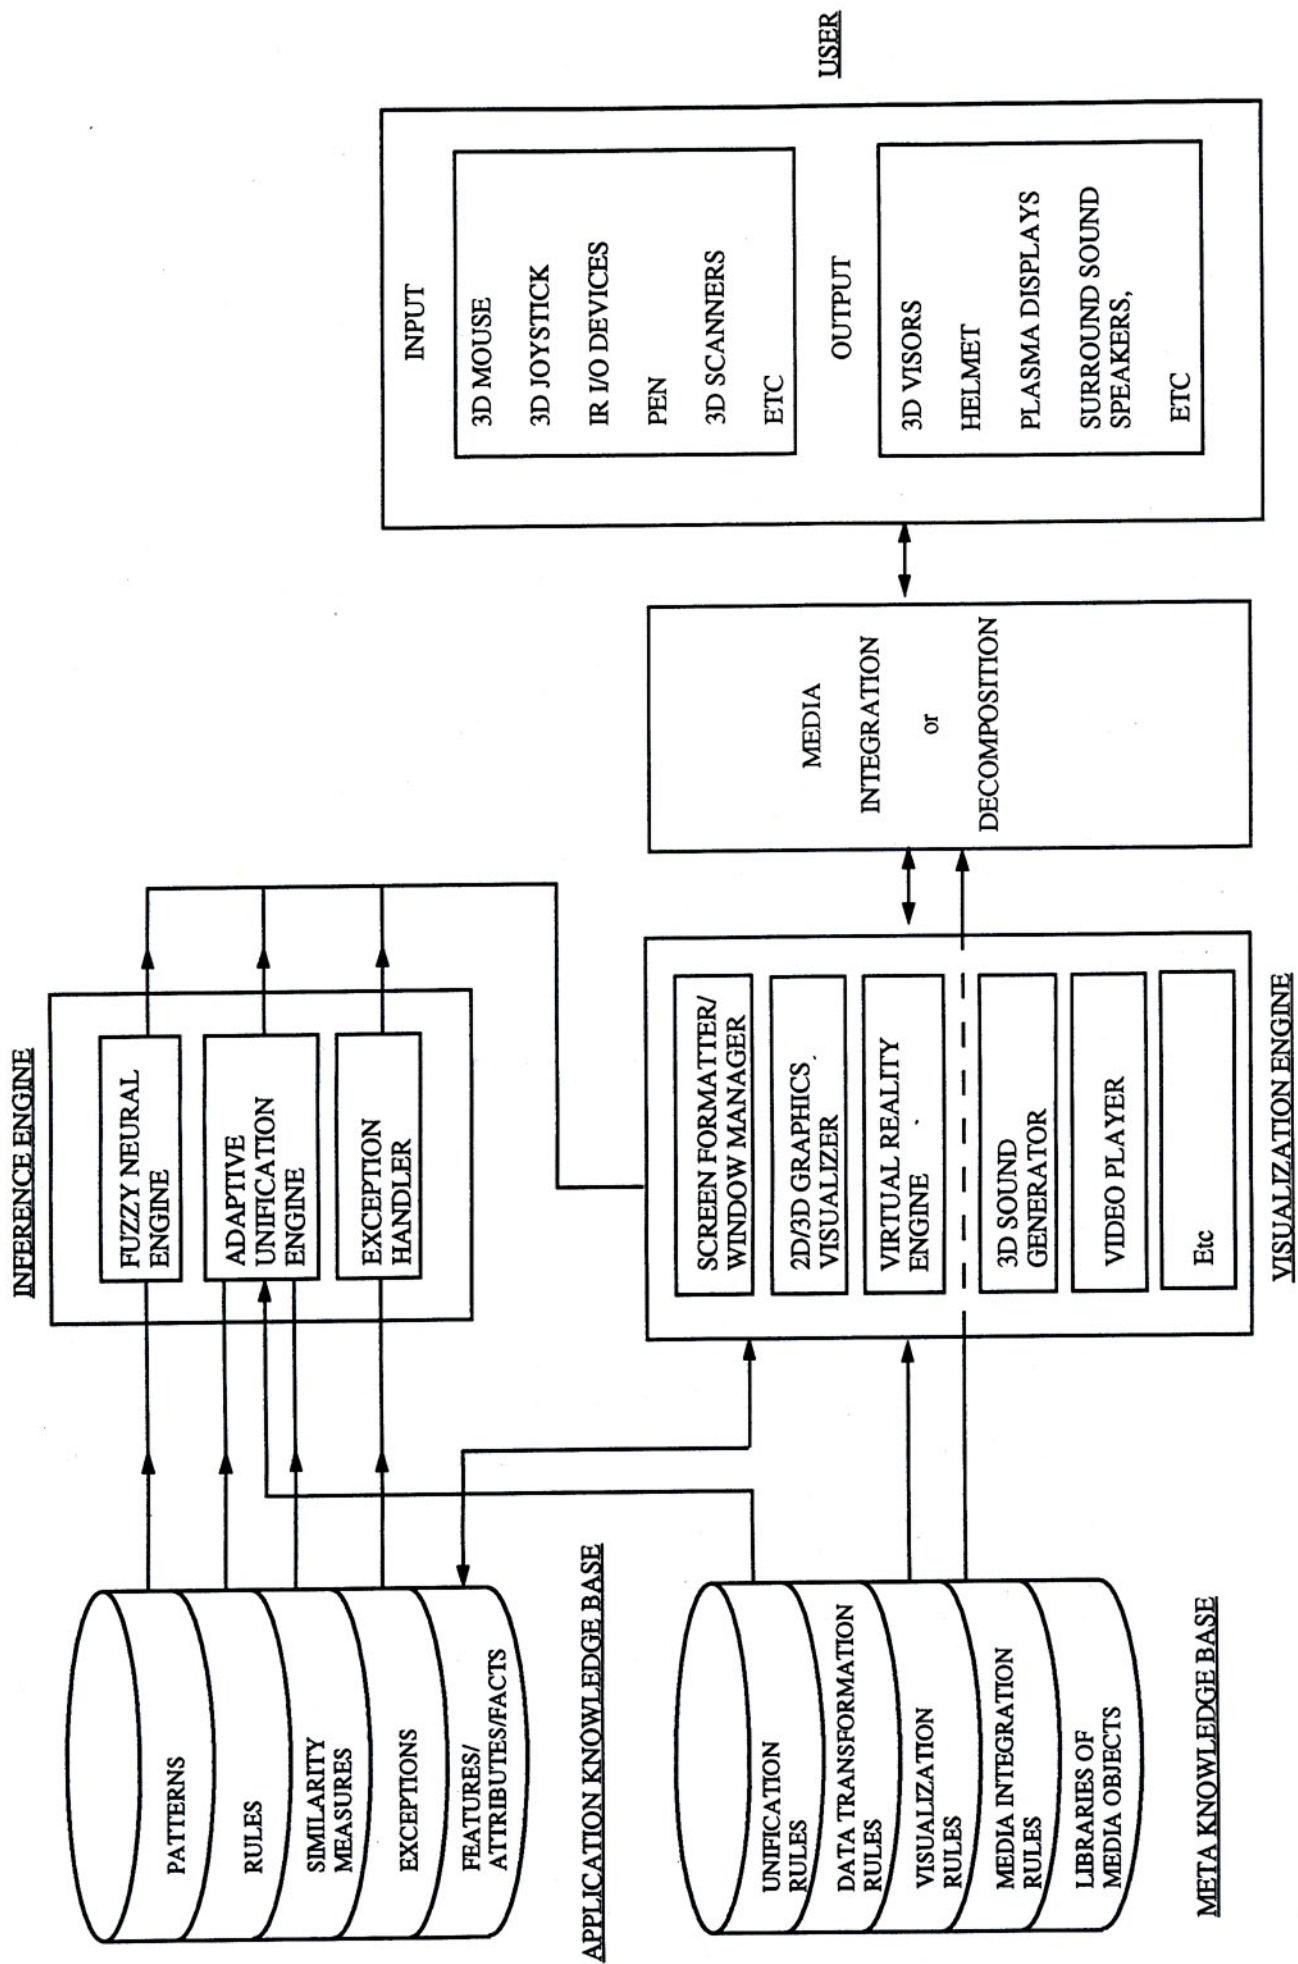 INFERENCE ENGINE
PATTERNS
RULES
SIMILARITY
MEASURES
EXCEPTIONS
FEATURES/
ATTRIBUTES/FACTS
APPLICATION KNOWLEDGE BASE
FUZZY NEURAL
ENGINE
ADAPTIVE
UNIFICATION
ENGINE
EXCEPTION
HANDLER
UNIFICATION
RULES
DATA TRANSFORMATION
RULES
VISUALIZATION
RULES
MEDIA INTEGRATION
RULES
LIBRARIES OF
MEDIA OBJECTS
META KNOWLEDGE BASE
SCREEN FORMATTER/
WINDOW MANAGER
2D/3D GRAPHICS
VISUALIZER
VIRTUAL REALITY
ENGINE
3D SOUND
GENERATOR
VIDEO PLAYER
Etc
VISUALIZATION ENGINE
MEDIA
INTEGRATION
or
DECOMPOSITION
INPUT
3D MOUSE
3D JOYSTICK
IR I/O DEVICES
PEN
3D SCANNERS
ETC
OUTPUT
3D VISORS
HELMET
PLASMA DISPLAYS
SURROUND SOUND
SPEAKERS,
ETC
USER